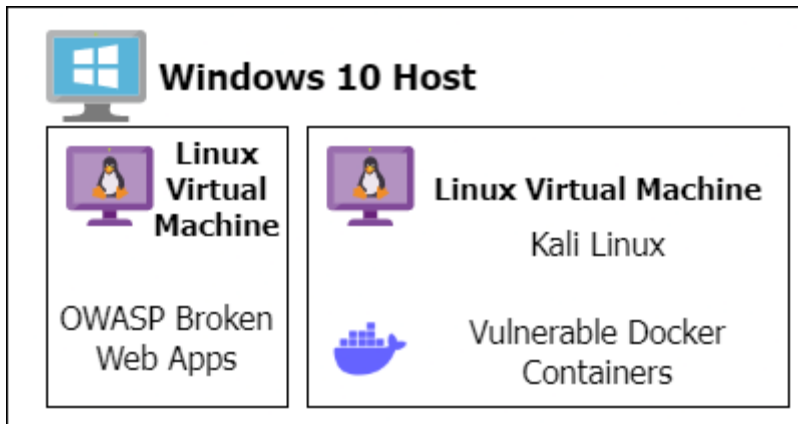 Windows 10 Host
Linux
Virtual
Machine
OWASP Broken
Web Apps
Linux Virtual Machine
Kali Linux
Vulnerable Docker
Containers